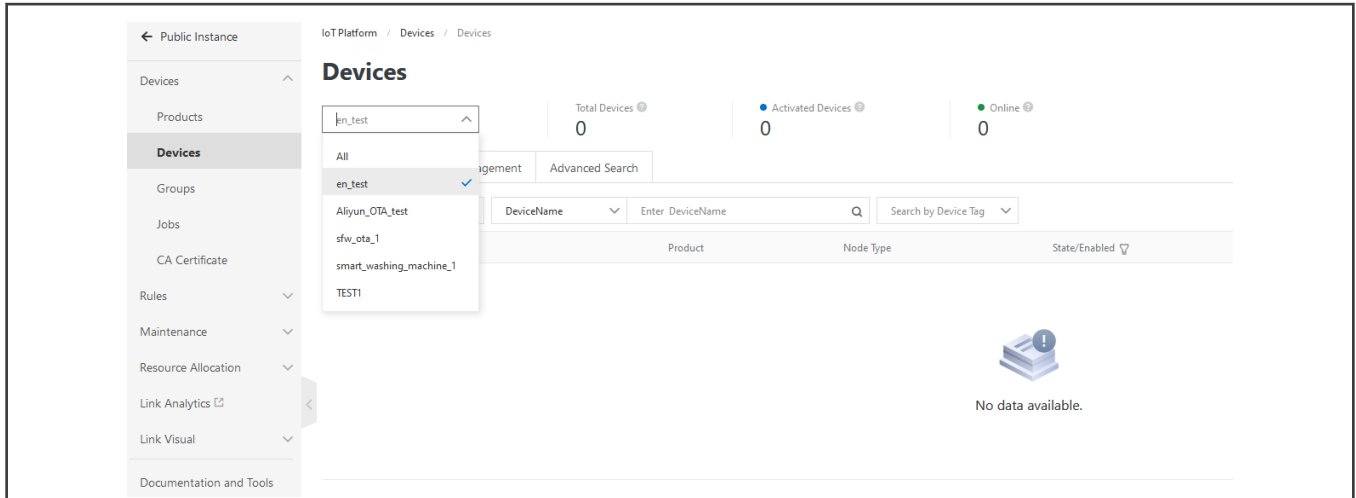 Public Instance
IoT Platform / Devices / Devices
Devices
Devices
Products
Devices
Groups
Jobs
CA Certificate
Rules
Maintenance
Resource Allocation
Link Analytics
Link Visual
Documentation and Tools
en_test
Total Devices
0
Activated Devices
0
Online
0
All
en_test
Aliyun_OTA_test
sfw_ota_1
smart_washing_machine_1
TEST1
agement
Advanced Search
DeviceName
Enter DeviceName
Search by Device Tag
Product
Node Type
State/Enabled
No data available.